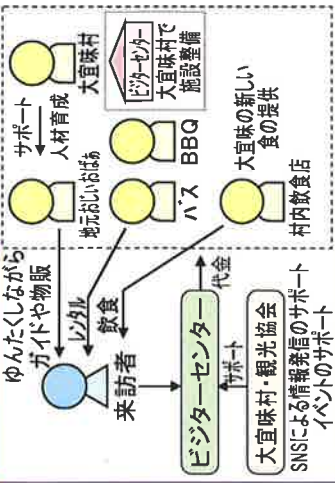 ゆんたくしながら
ガイドや物販
サポート
人材育成
大宜味村
地元おじいおばあ
ビジターセンター
大宜味村で
施設整備
レンタル
バス
BBQ
飲食
大宜味の新しい
食の提供
村内飲食店
来訪者
ビジターセンター
代金
サポート
大宜味村・観光協会
SNSによる情報発信のサポート
イベントのサポート